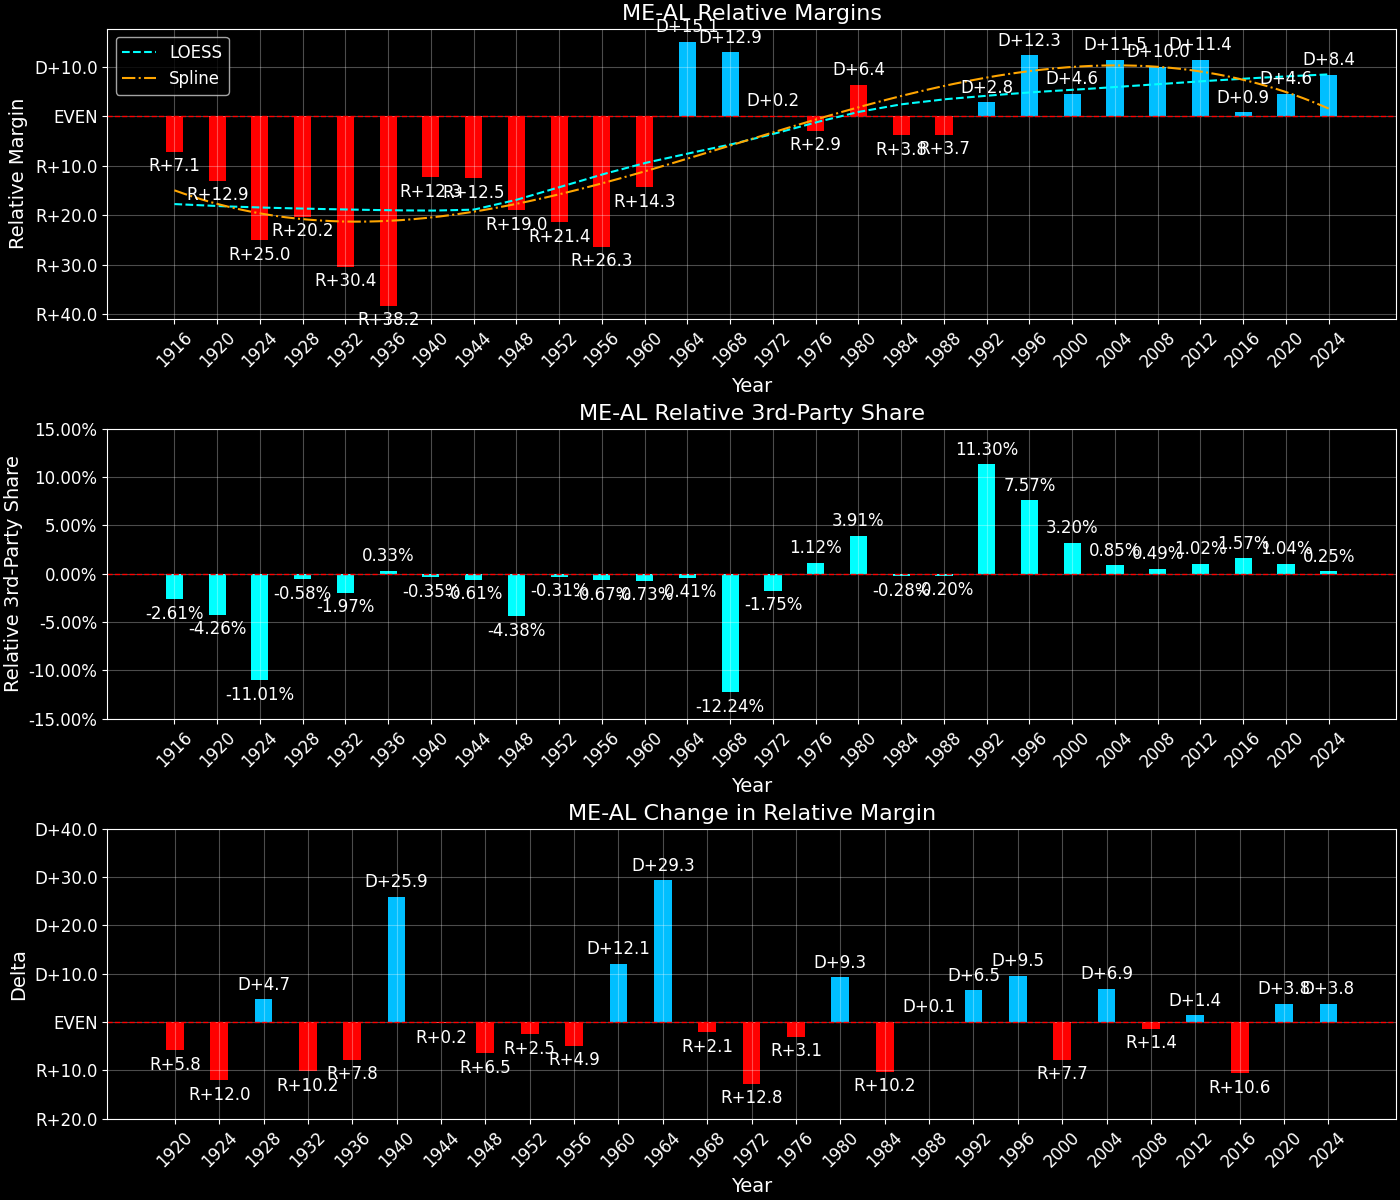 ME-AL Relative Margins
LOESS
Spline
Relative Margin
D+10.0
EVEN
R+10.0
R+20.0
R+30.0
R+40.0
R+7.1
R+12.9
R+25.0
R+20.2
R+30.4
R+38.2
R+12.3
R+12.5
R+19.0
R+21.4
R+26.3
R+14.3
D+15.1
D+12.9
D+0.2
R+2.9
D+6.4
R+3.8
R+3.7
D+2.8
D+12.3
D+4.6
D+11.5
D+10.0
D+11.4
D+0.9
D+4.6
D+8.4
1916 1920 1924 1928 1932 1936 1940 1944 1948 1952 1956 1960 1964 1968 1972 1976 1980 1984 1988 1992 1996 2000 2004 2008 2012 2016 2020 2024
Year
ME-AL Relative 3rd-Party Share
Relative 3rd-Party Share
15.00%
10.00%
5.00%
0.00%
-5.00%
-10.00%
-15.00%
-2.61%
-4.26%
-11.01%
-0.58%
-1.97%
0.33%
-0.35%
-0.61%
-4.38%
-0.31%
-0.67%
-0.73%
-0.41%
-12.24%
-1.75%
1.12%
3.91%
-0.28%
-0.20%
11.30%
7.57%
3.20%
0.85%
0.49%
1.02%
1.57%
1.04%
0.25%
1916 1920 1924 1928 1932 1936 1940 1944 1948 1952 1956 1960 1964 1968 1972 1976 1980 1984 1988 1992 1996 2000 2004 2008 2012 2016 2020 2024
Year
ME-AL Change in Relative Margin
Delta
D+40.0
D+30.0
D+20.0
D+10.0
EVEN
R+10.0
R+20.0
R+5.8
R+12.0
D+4.7
R+10.2
R+7.8
D+25.9
R+0.2
R+6.5
R+2.5
R+4.9
D+12.1
D+29.3
R+2.1
R+12.8
R+3.1
D+9.3
R+10.2
D+0.1
D+6.5
D+9.5
R+7.7
D+6.9
R+1.4
D+1.4
R+10.6
D+3.8
D+3.8
1920 1924 1928 1932 1936 1940 1944 1948 1952 1956 1960 1964 1968 1972 1976 1980 1984 1988 1992 1996 2000 2004 2008 2012 2016 2020 2024
Year